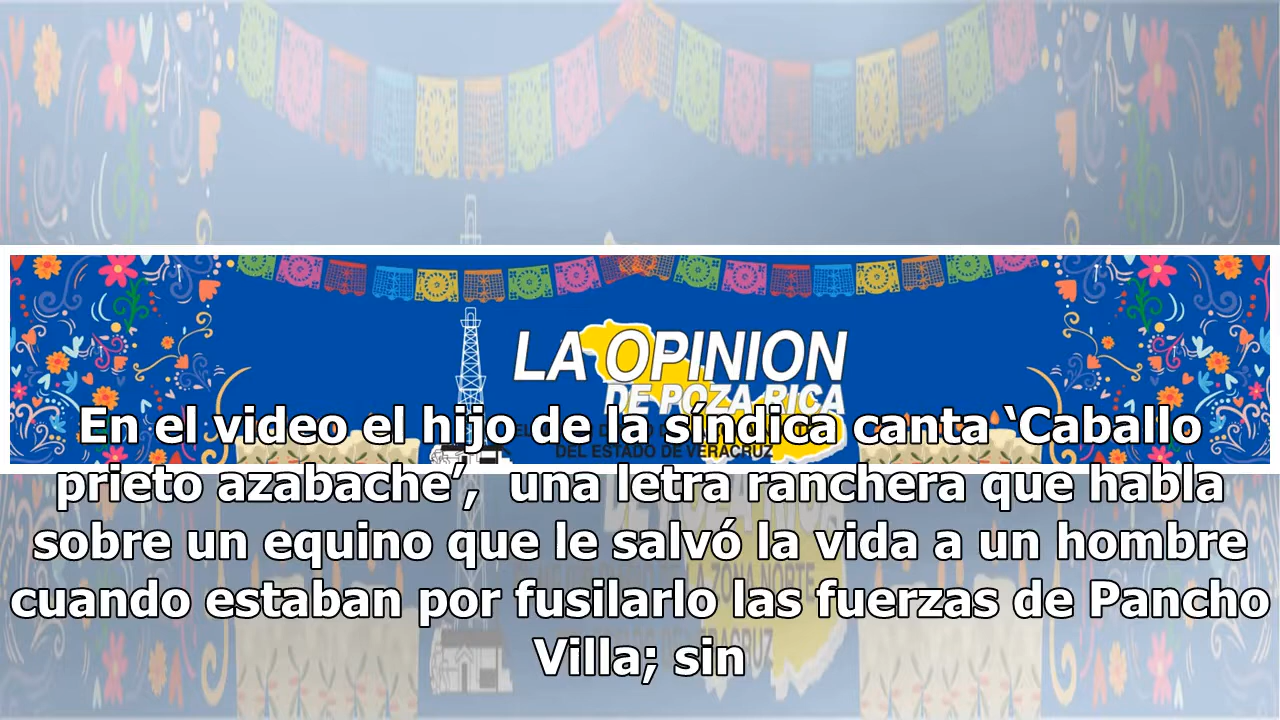 LA OPINION
DE POZA RICA
DEL ESTADO DE VERACRUZ
En el video el hijo de la síndica canta ‘Caballo
prieto azabache’,  una letra ranchera que habla
sobre un equino que le salvó la vida a un hombre
cuando estaban por fusilarlo las fuerzas de Pancho
Villa; sin